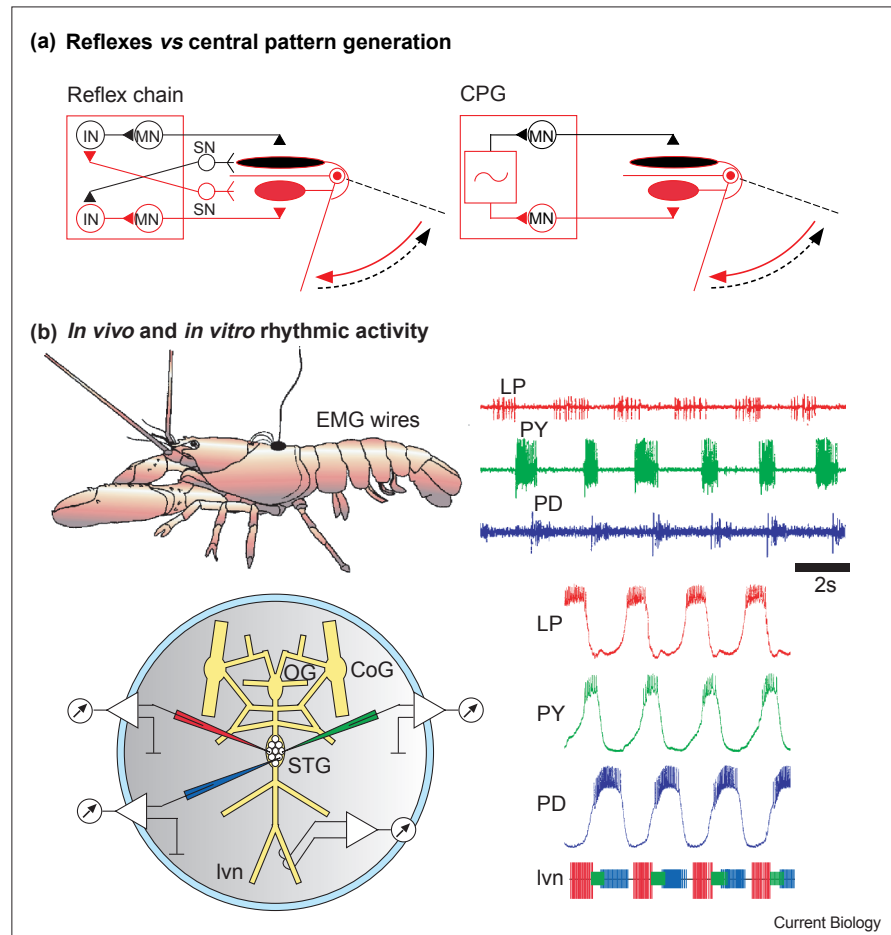 (a) Reflexes vs central pattern generation
Reflex chain
IN
MN
SN
SN
IN
MN
CPG
MN
MN
(b) In vivo and in vitro rhythmic activity
EMG wires
LP
PY
PD
2s
OG
CoG
STG
lvn
LP
PY
PD
lvn
Current Biology